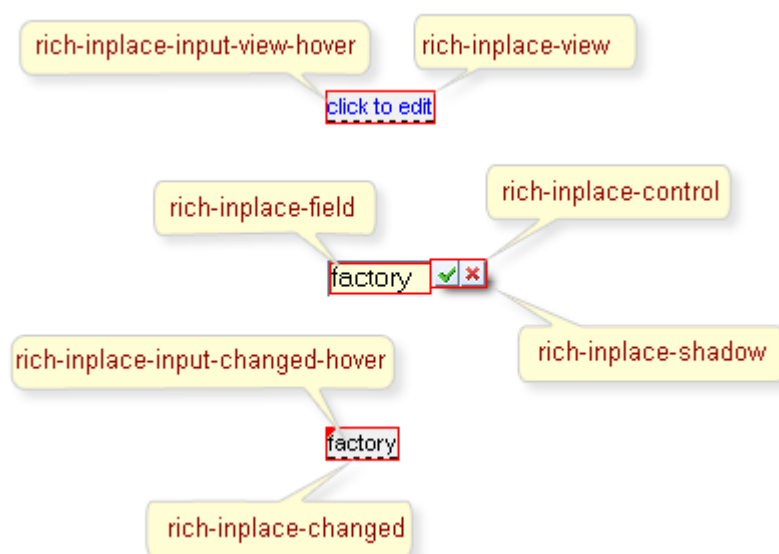 rich-inplace-input-view-hover
rich-inplace-view
click to edit
rich-inplace-field
rich-inplace-control
factory
rich-inplace-shadow
rich-inplace-input-changed-hover
factory
rich-inplace-changed